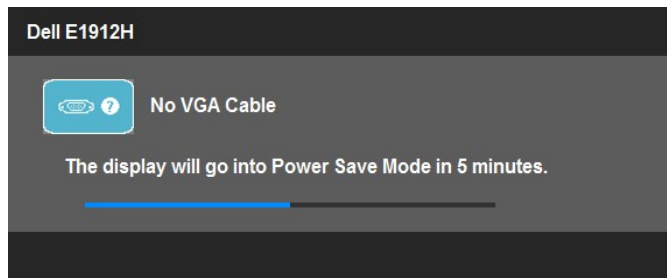 Dell E1912H
? No VGA Cable
The display will go into Power Save Mode in 5 minutes.